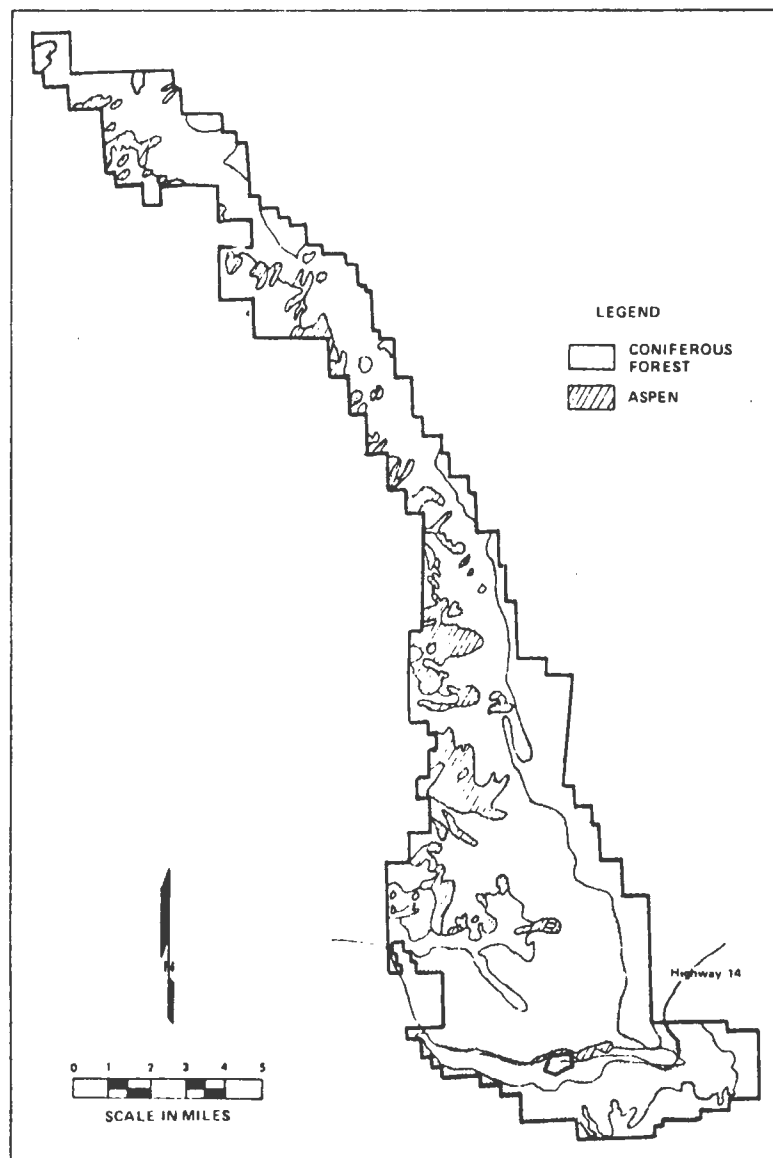 LEGEND
CONIFEROUS
FOREST
ASPEN
Highway 14
0 1 2 3 4 5
SCALE IN MILES